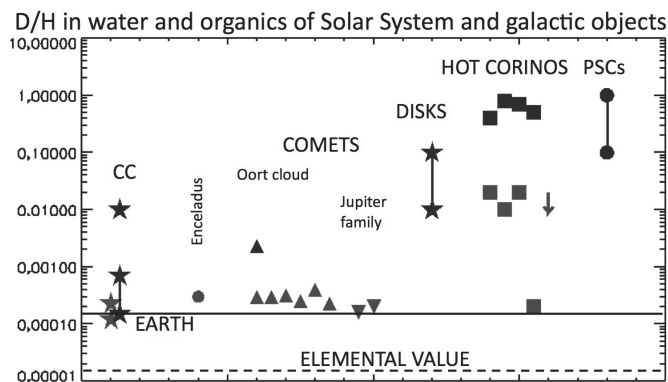 D/H in water and organics of Solar System and galactic objects
10,00000
HOT CORINOS PSCs
1.00000
DISKS
COMETS
0.10000
CC
Oort cloud
Enceladus
Jupiter
family
0.01000
0.00100
EARTH
0.00010
ELEMENTAL VALUE
0.00001